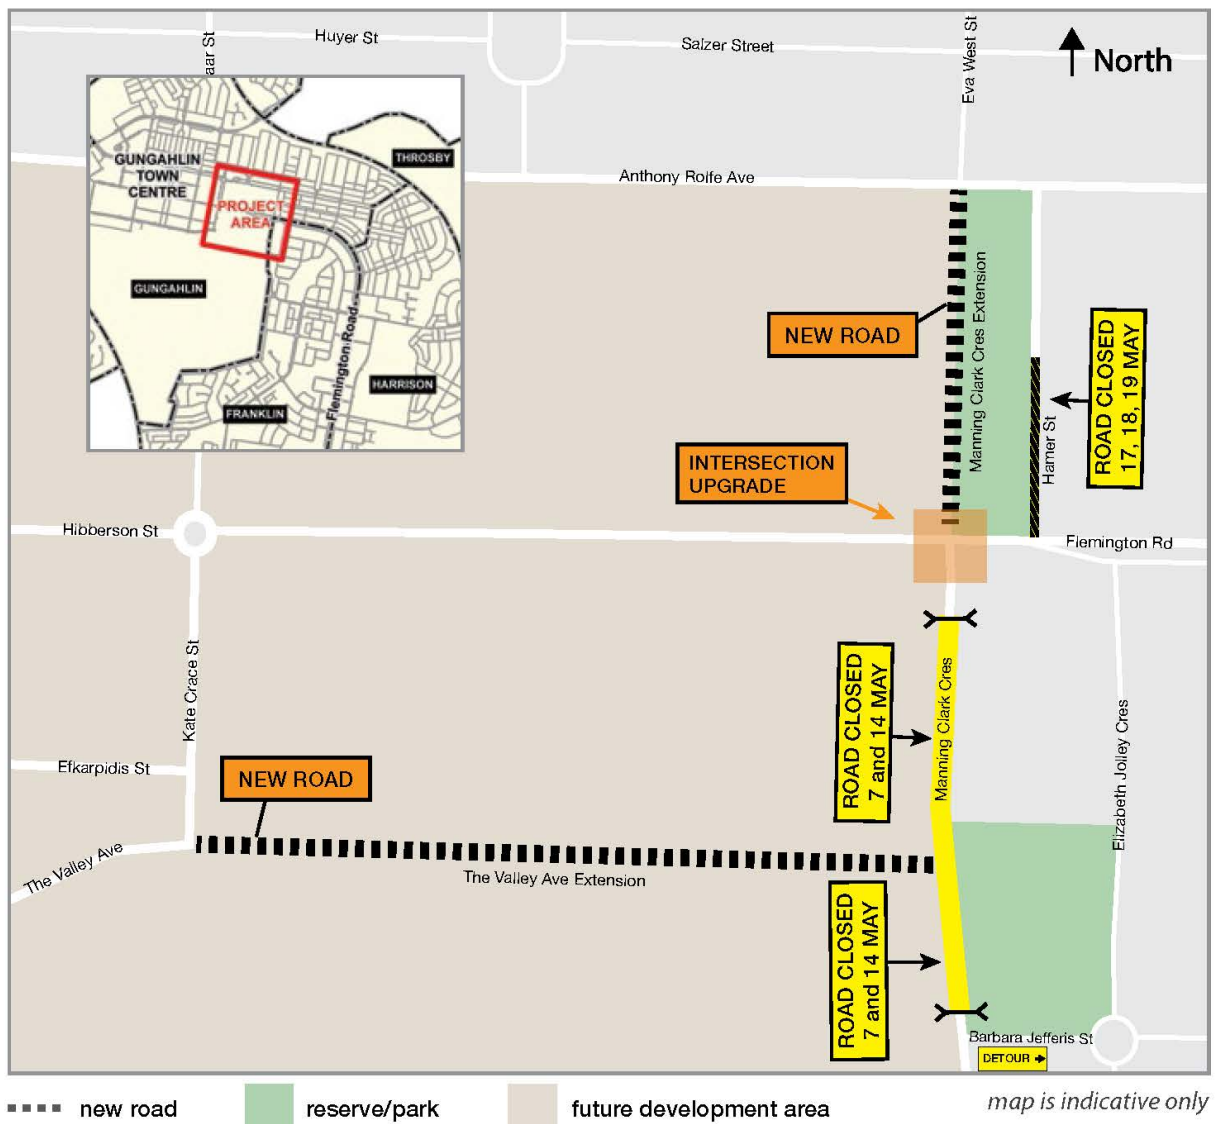 Huyer St
Salzer Street
aar St
Eva West St
North
Anthony Rolfe Ave
GUNGAHLIN
TOWN
CENTRE
THROSBY
PROJECT
AREA
GUNGAHLIN
Flemington Road
HARRISON
FRANKLIN
NEW ROAD
Manning Clark Cres Extension
ROAD CLOSED
17, 18, 19 MAY
Hamer St
INTERSECTION
UPGRADE
Hibberson St
Flemington Rd
Kate Crace St
ROAD CLOSED
7 and 14 MAY
Manning Clark Cres
Elizabeth Jolley Cres
Efkarpidis St
NEW ROAD
The Valley Ave
The Valley Ave Extension
ROAD CLOSED
7 and 14 MAY
Barbara Jefferis St
DETOUR
new road
reserve/park
future development area
map is indicative only